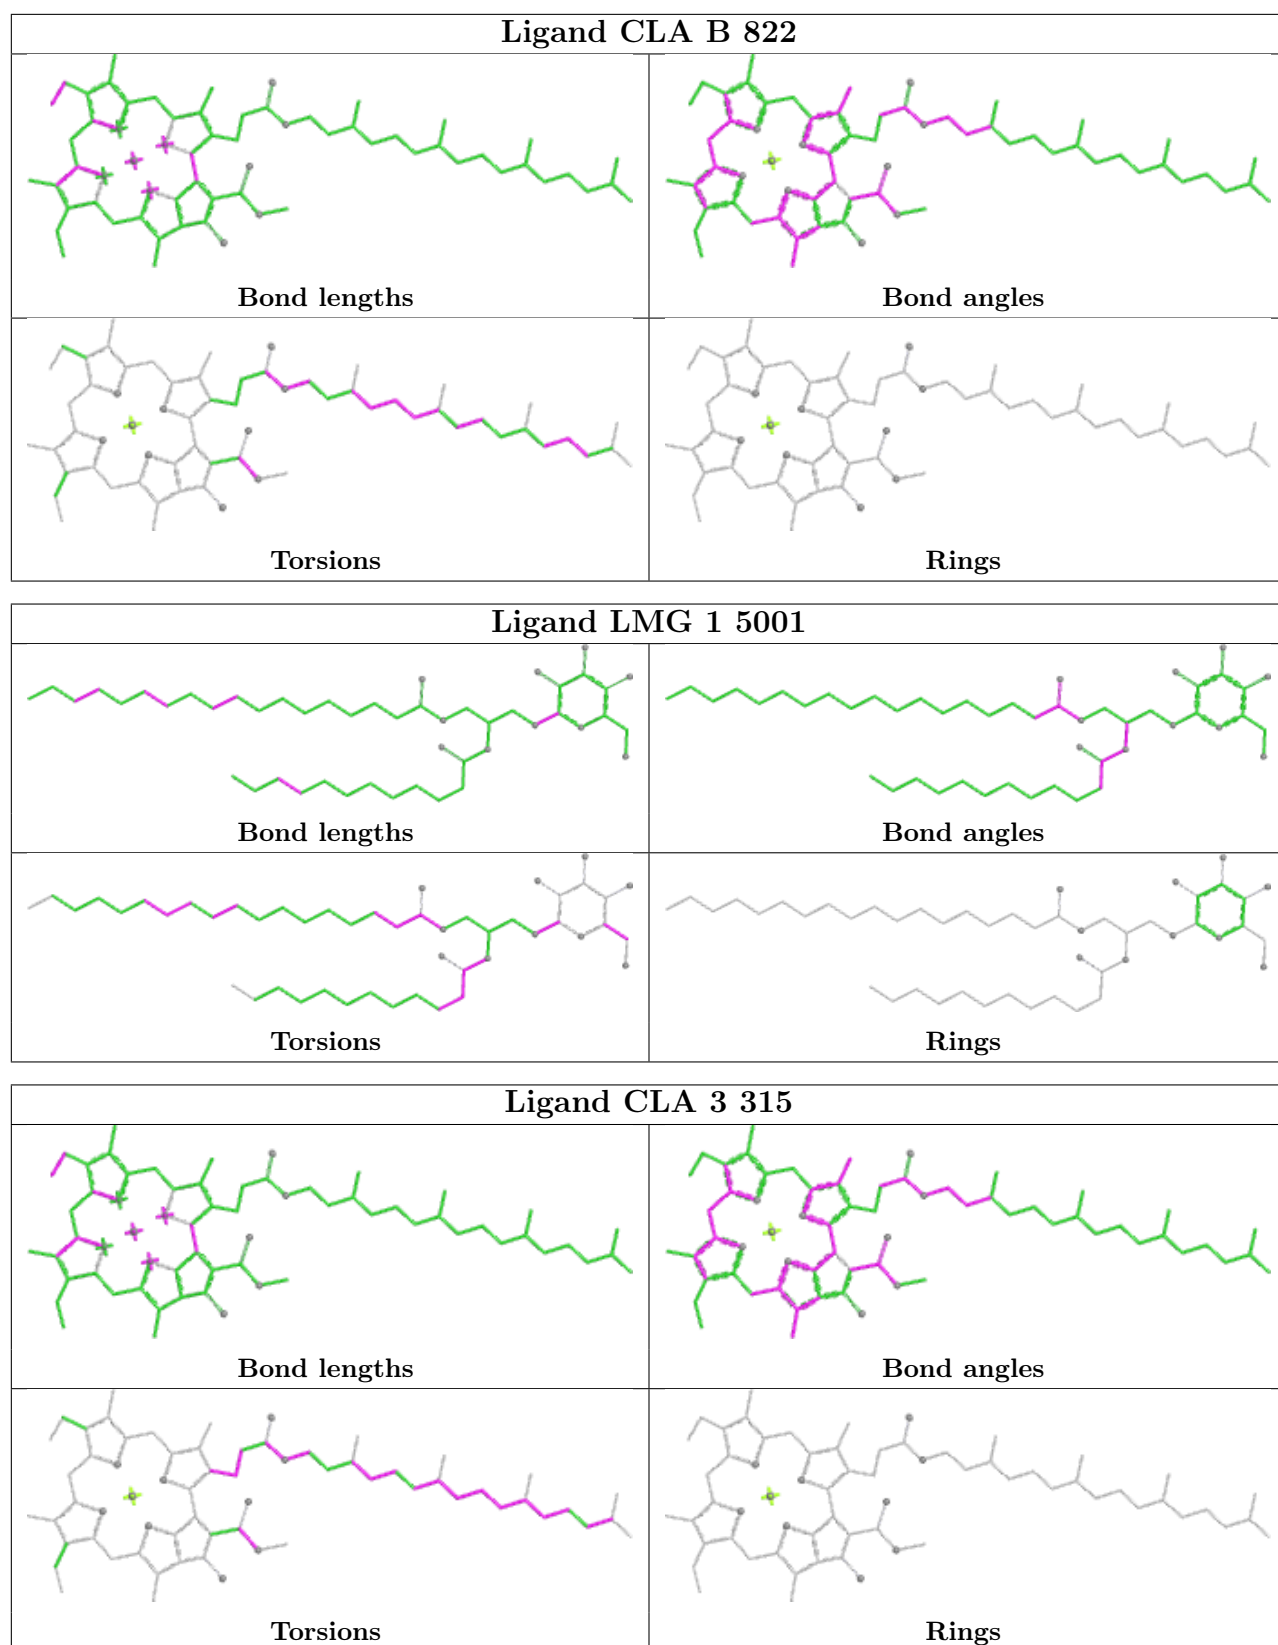 Ligand CLA B 822
Bond lengths
Bond angles
Torsions
Rings
Ligand LMG 1 5001
Bond lengths
Bond angles
Torsions
Rings
Ligand CLA 3 315
Bond lengths
Bond angles
Torsions
Rings